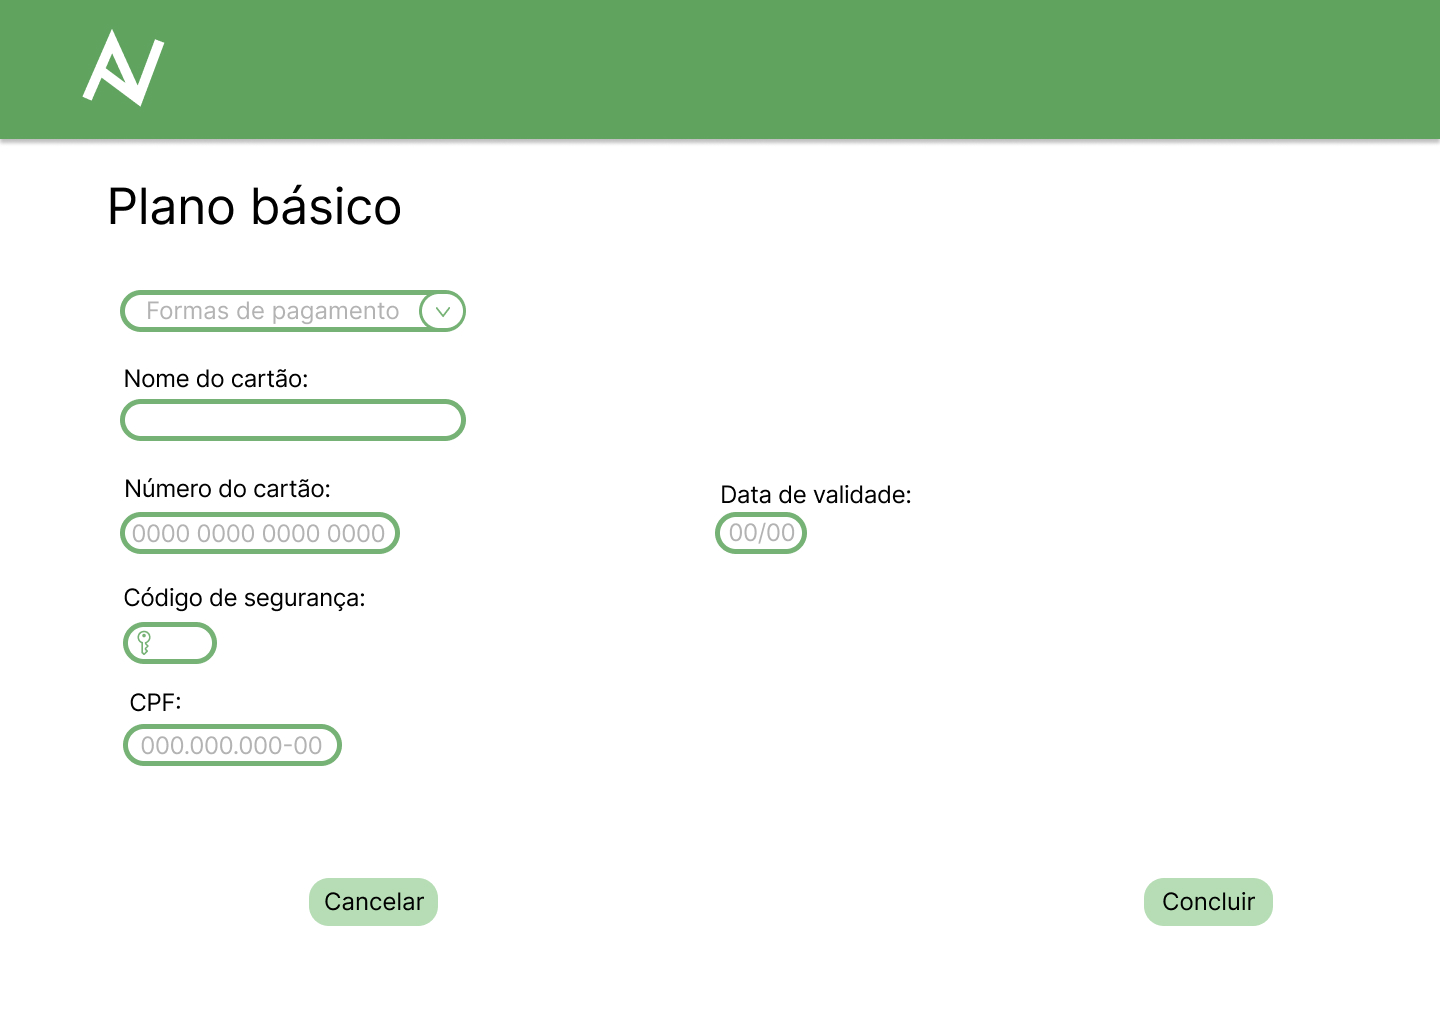 Plano básico
Formas de pagamento
Nome do cartão:
Número do cartão:
0000 0000 0000 0000
Data de validade:
00/00
Código de segurança:
CPF:
000.000.000-00
Cancelar
Concluir